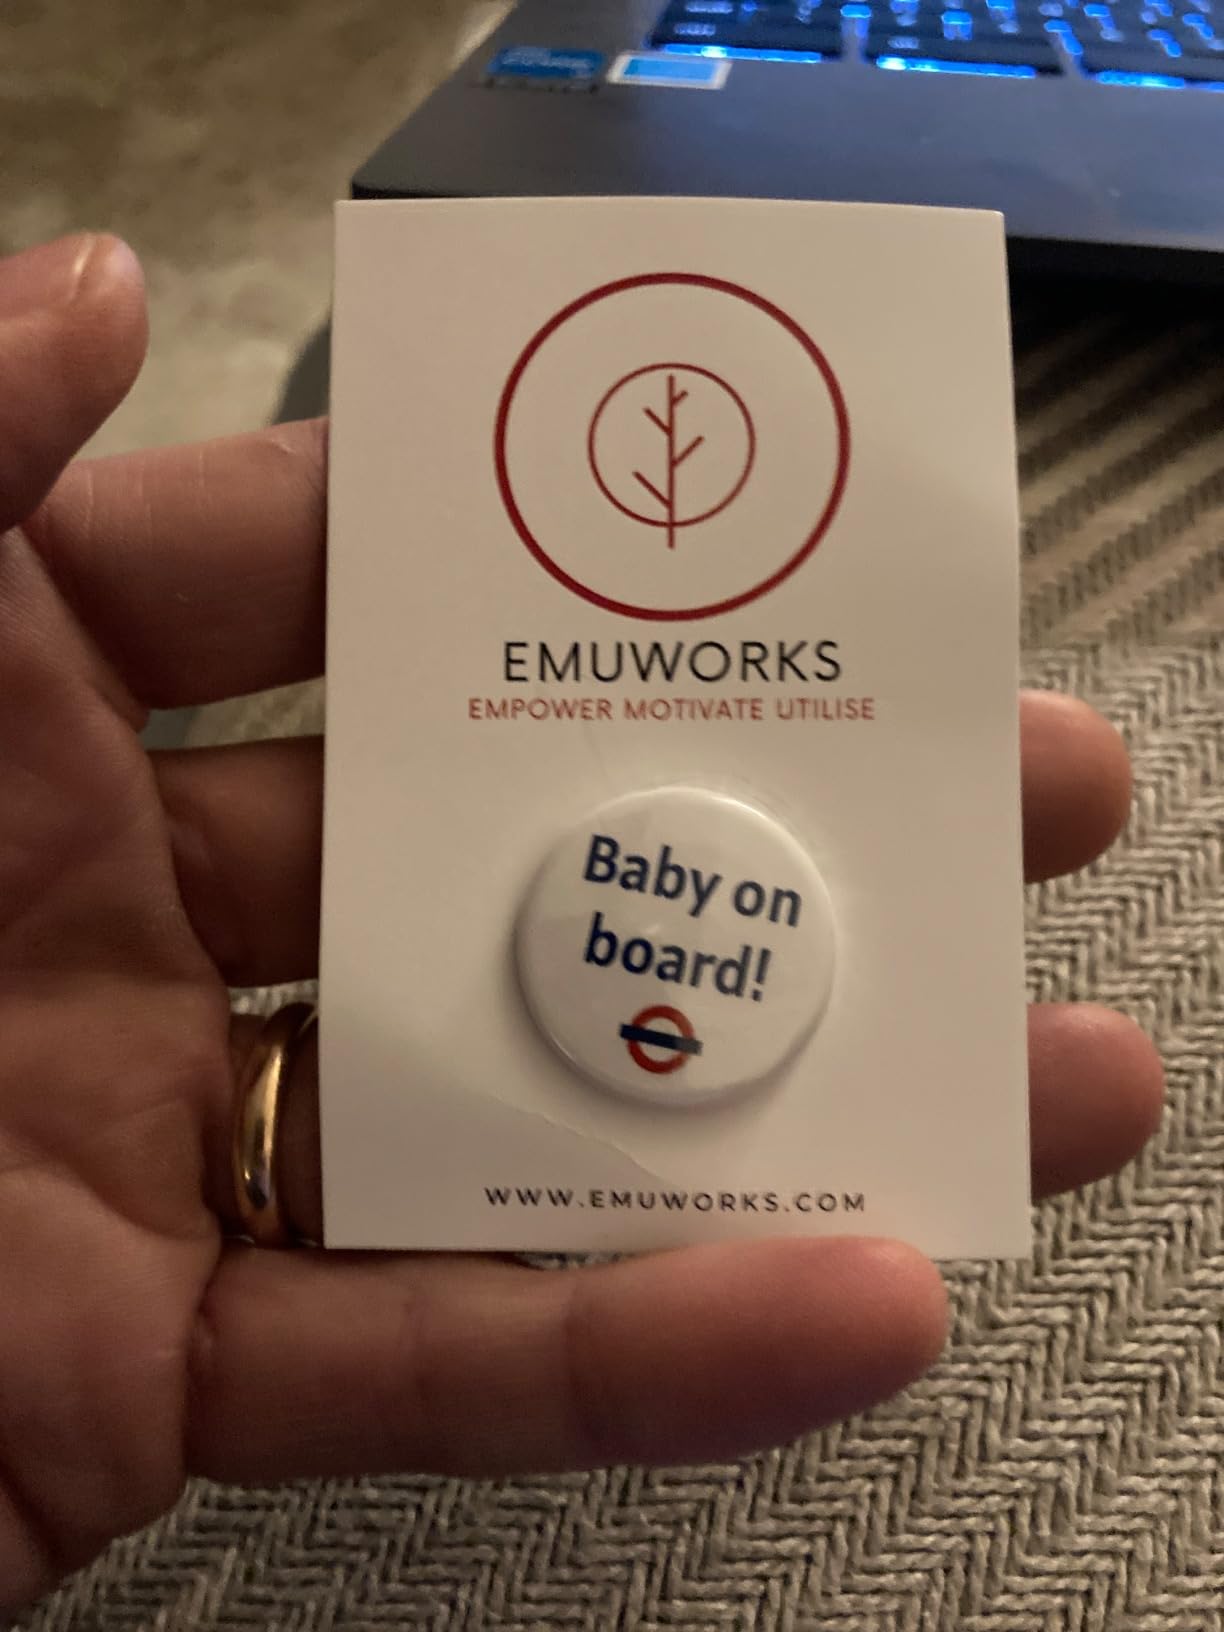 EMUWORKS
EMPOWER MOTIVATE UTILISE
Baby on
board!
WWW.EMUWORKS.COM